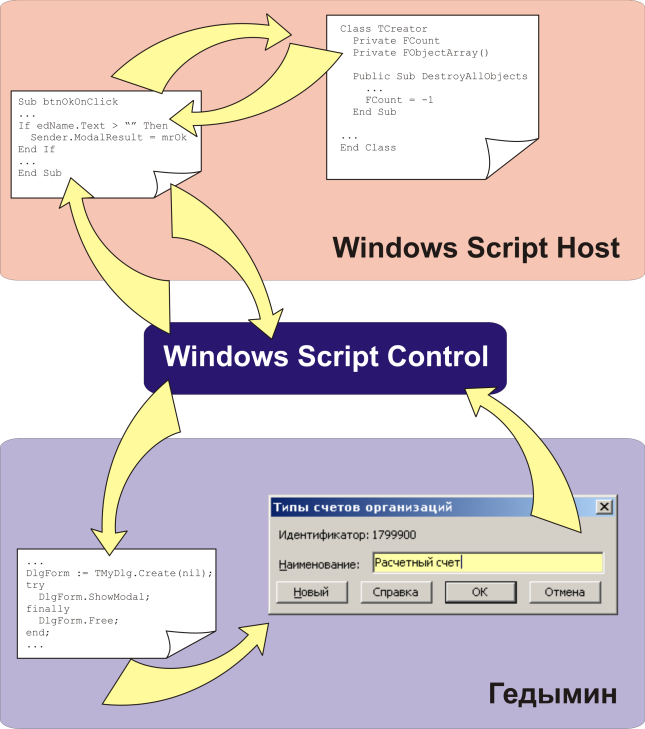 Class TCreator
Private FCount
Private FObjectArray()
Public Sub DestroyAllObjects
...
FCount = -1
End Sub
...
End Class
Sub btnOkOnClick
...
If edName.Text > “” Then
Sender.ModalResult = mrOk
End If
...
End Sub
Windows Script Host
Windows Script Control
Типы счетов организаций
Идентификатор: 1799900
Наименование: Расчетный счет
Новый Справка OK Отмена
...
DlgForm := TMyDlg.Create(nil);
try
DlgForm.ShowModal;
finally
DlgForm.Free;
end;
...
Гедымин